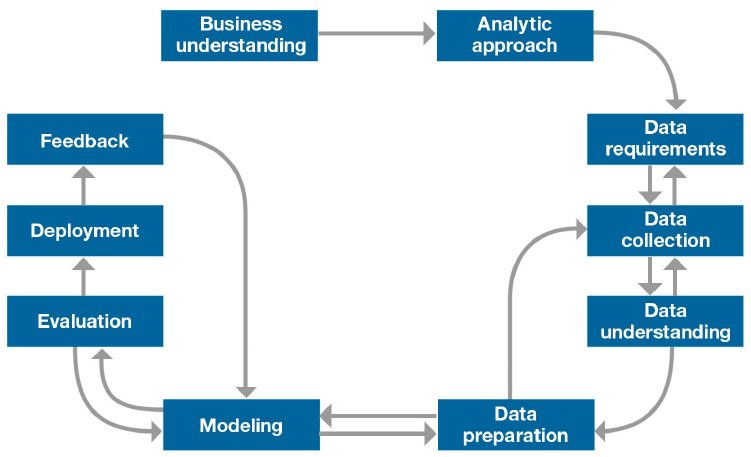 Business
understanding
Analytic
approach
Data
requirements
Data
collection
Data
understanding
Data
preparation
Modeling
Evaluation
Deployment
Feedback